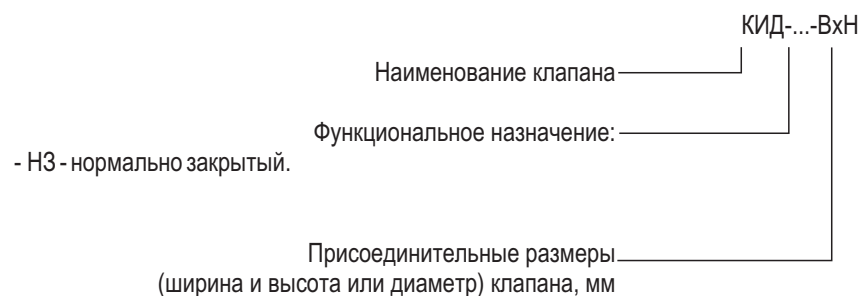 КИД-...-ВхН
Наименование клапана
Функциональное назначение:
- НЗ - нормально закрытый.
Присоединительные размеры
(ширина и высота или диаметр) клапана, мм